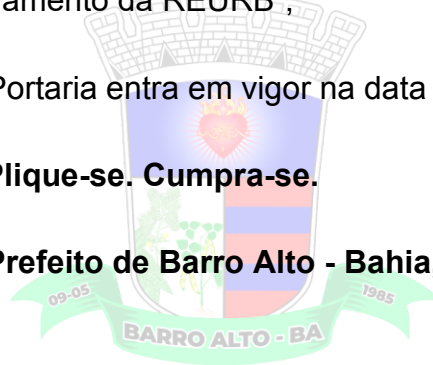 amento da REURB",
Portaria entra em vigor na data
Plique-se. Cumpra-se.
Prefeito de Barro Alto - Bahia
09-05 1985
BARRO ALTO - BA